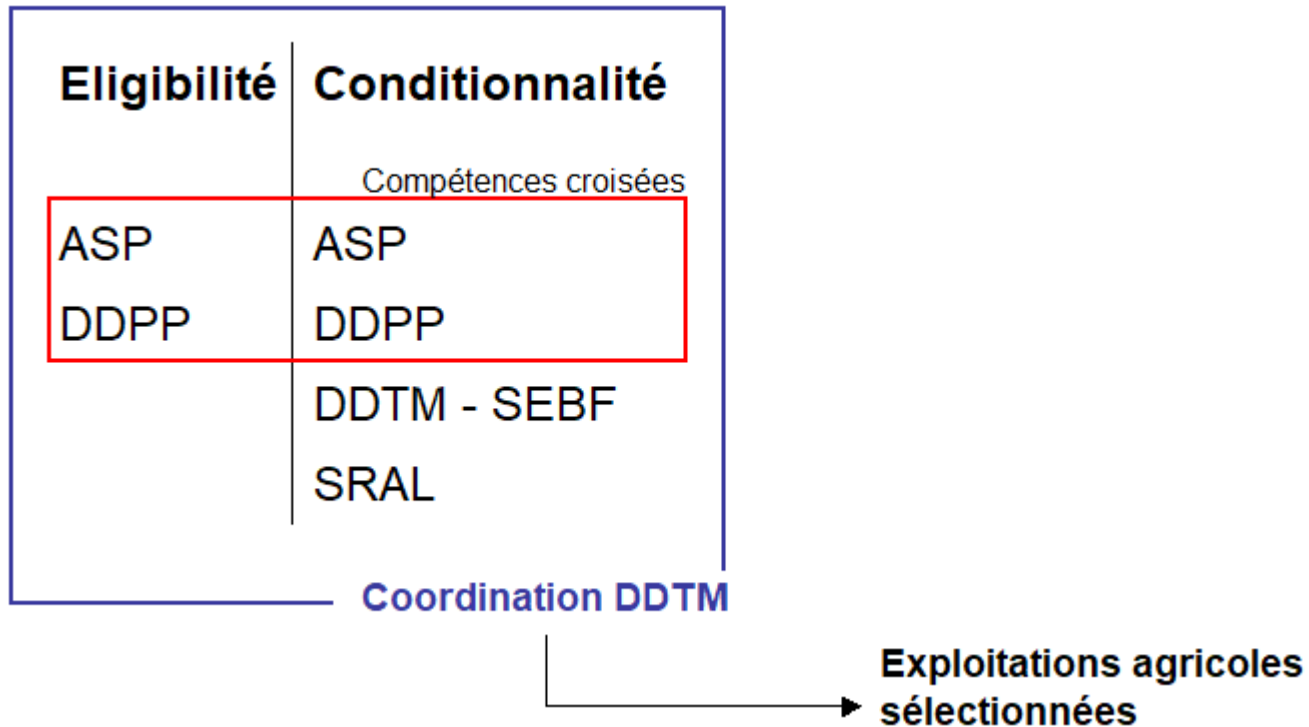 Eligibilité Conditionnalité
Compétences croisées
ASP ASP
DDPP DDPP
DDTM - SEBF
SRAL
Coordination DDTM
Exploitations agricoles
sélectionnées